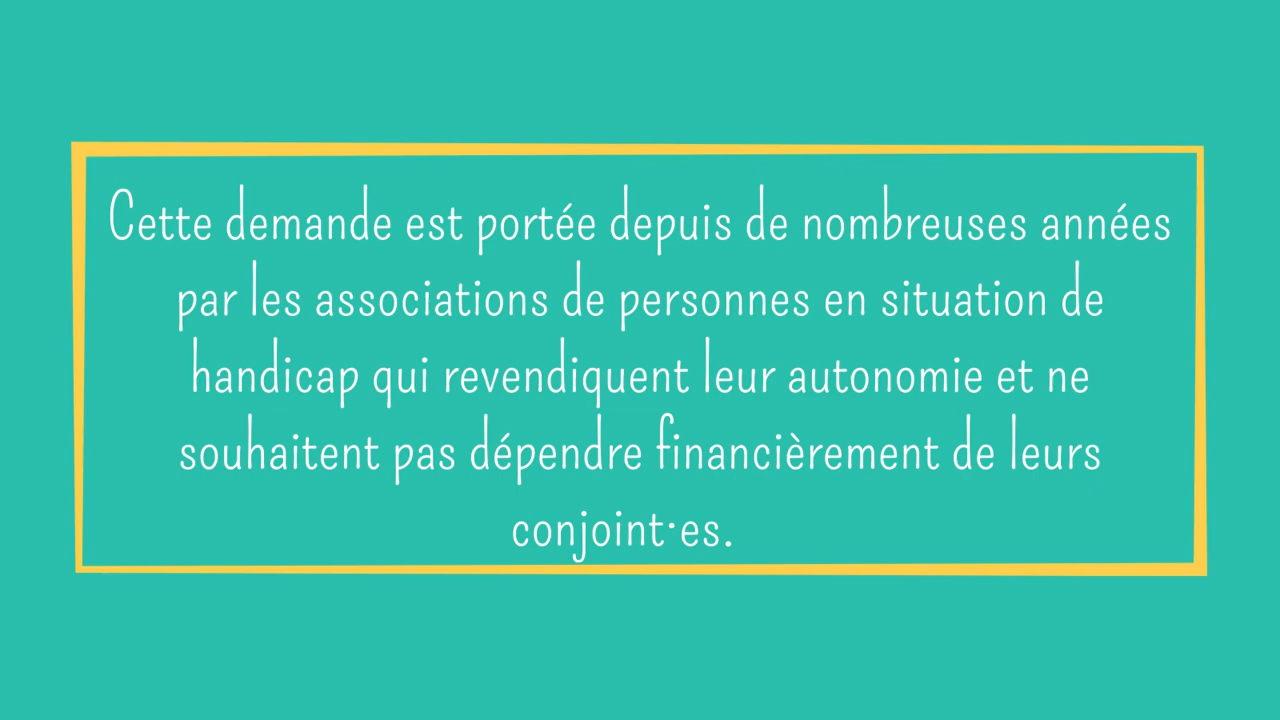 Cette demande est portée depuis de nombreuses années
par les associations de personnes en situation de
handicap qui revendiquent leur autonomie et ne
souhaitent pas dépendre financièrement de leurs
conjoint·es.